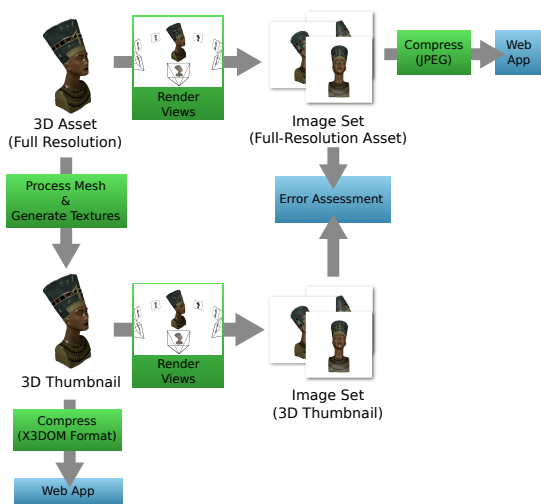 Compress
(JPEG)
Web
App
Render
Views
3D Asset
(Full Resolution)
Image Set
(Full-Resolution Asset)
Process Mesh
&
Generate Textures
Error Assessment
Render
Views
3D Thumbnail
Image Set
(3D Thumbnail)
Compress
(X3DOM Format)
Web App